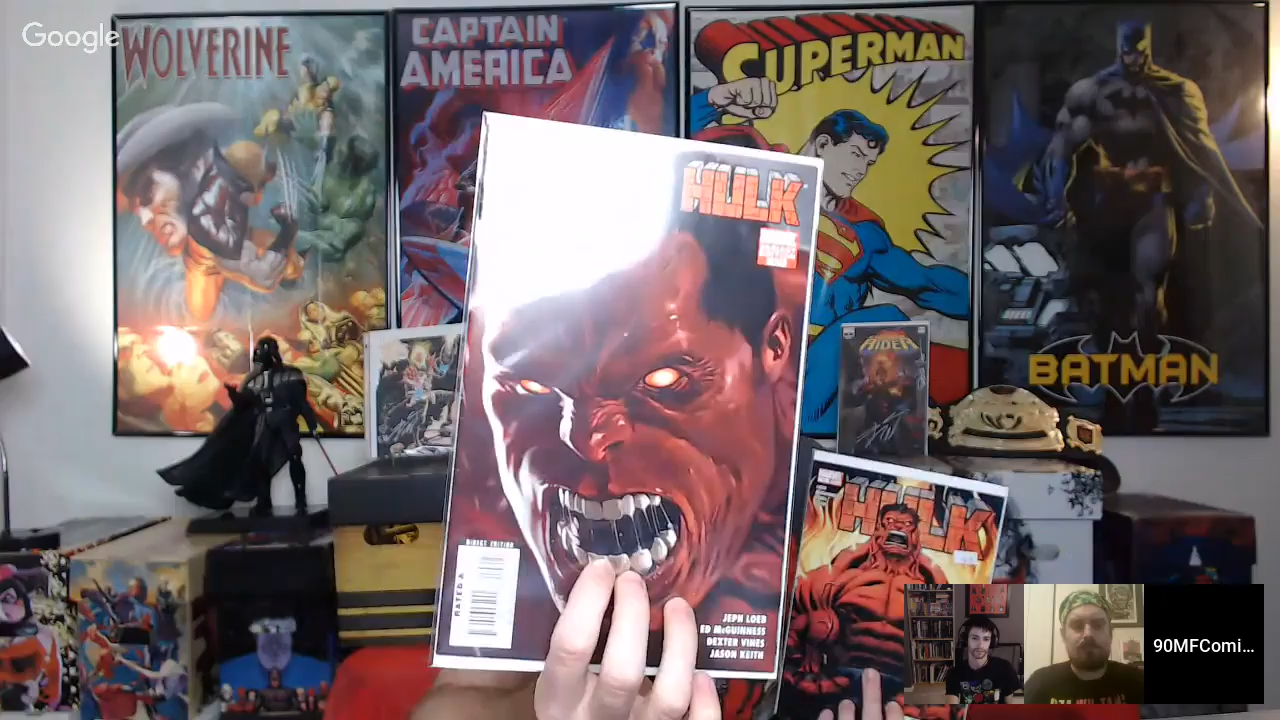 Google
WOLVERINE
CAPTAIN
AMERICA
SUPERMAN
BATMAN
HULK
DIRECT EDITION
RATED A
JEPH LOEB
ED McGUINNESS
DEXTER VINES
JASON KEITH
RIDER
HULK
90MFComi...